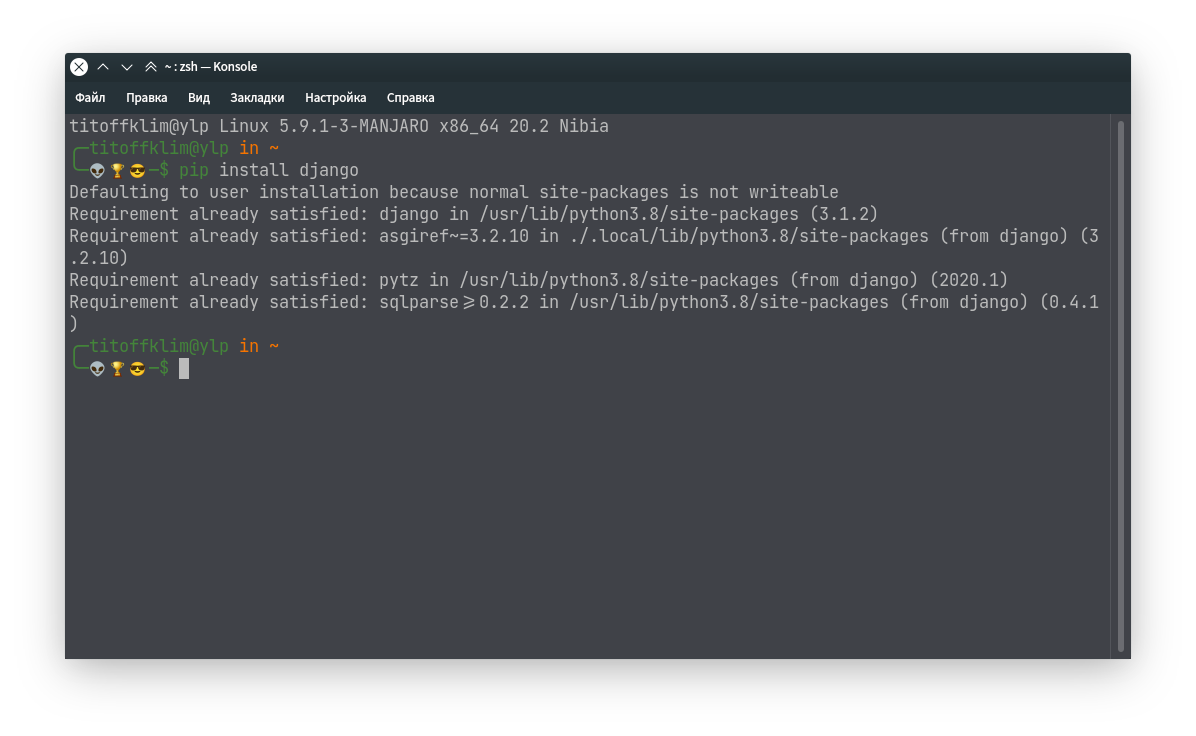 ~ : zsh — Konsole
Файл Правка Вид Закладки Настройка Справка
titoffklim@ylp Linux 5.9.1-3-MANJARO x86_64 20.2 Nibia
╭─titoffklim@ylp in ~
╰─👽🏆😎─$ pip install django
Defaulting to user installation because normal site-packages is not writeable
Requirement already satisfied: django in /usr/lib/python3.8/site-packages (3.1.2)
Requirement already satisfied: asgiref~=3.2.10 in ./.local/lib/python3.8/site-packages (from django) (3
.2.10)
Requirement already satisfied: pytz in /usr/lib/python3.8/site-packages (from django) (2020.1)
Requirement already satisfied: sqlparse>=0.2.2 in /usr/lib/python3.8/site-packages (from django) (0.4.1
)
╭─titoffklim@ylp in ~
╰─👽🏆😎─$